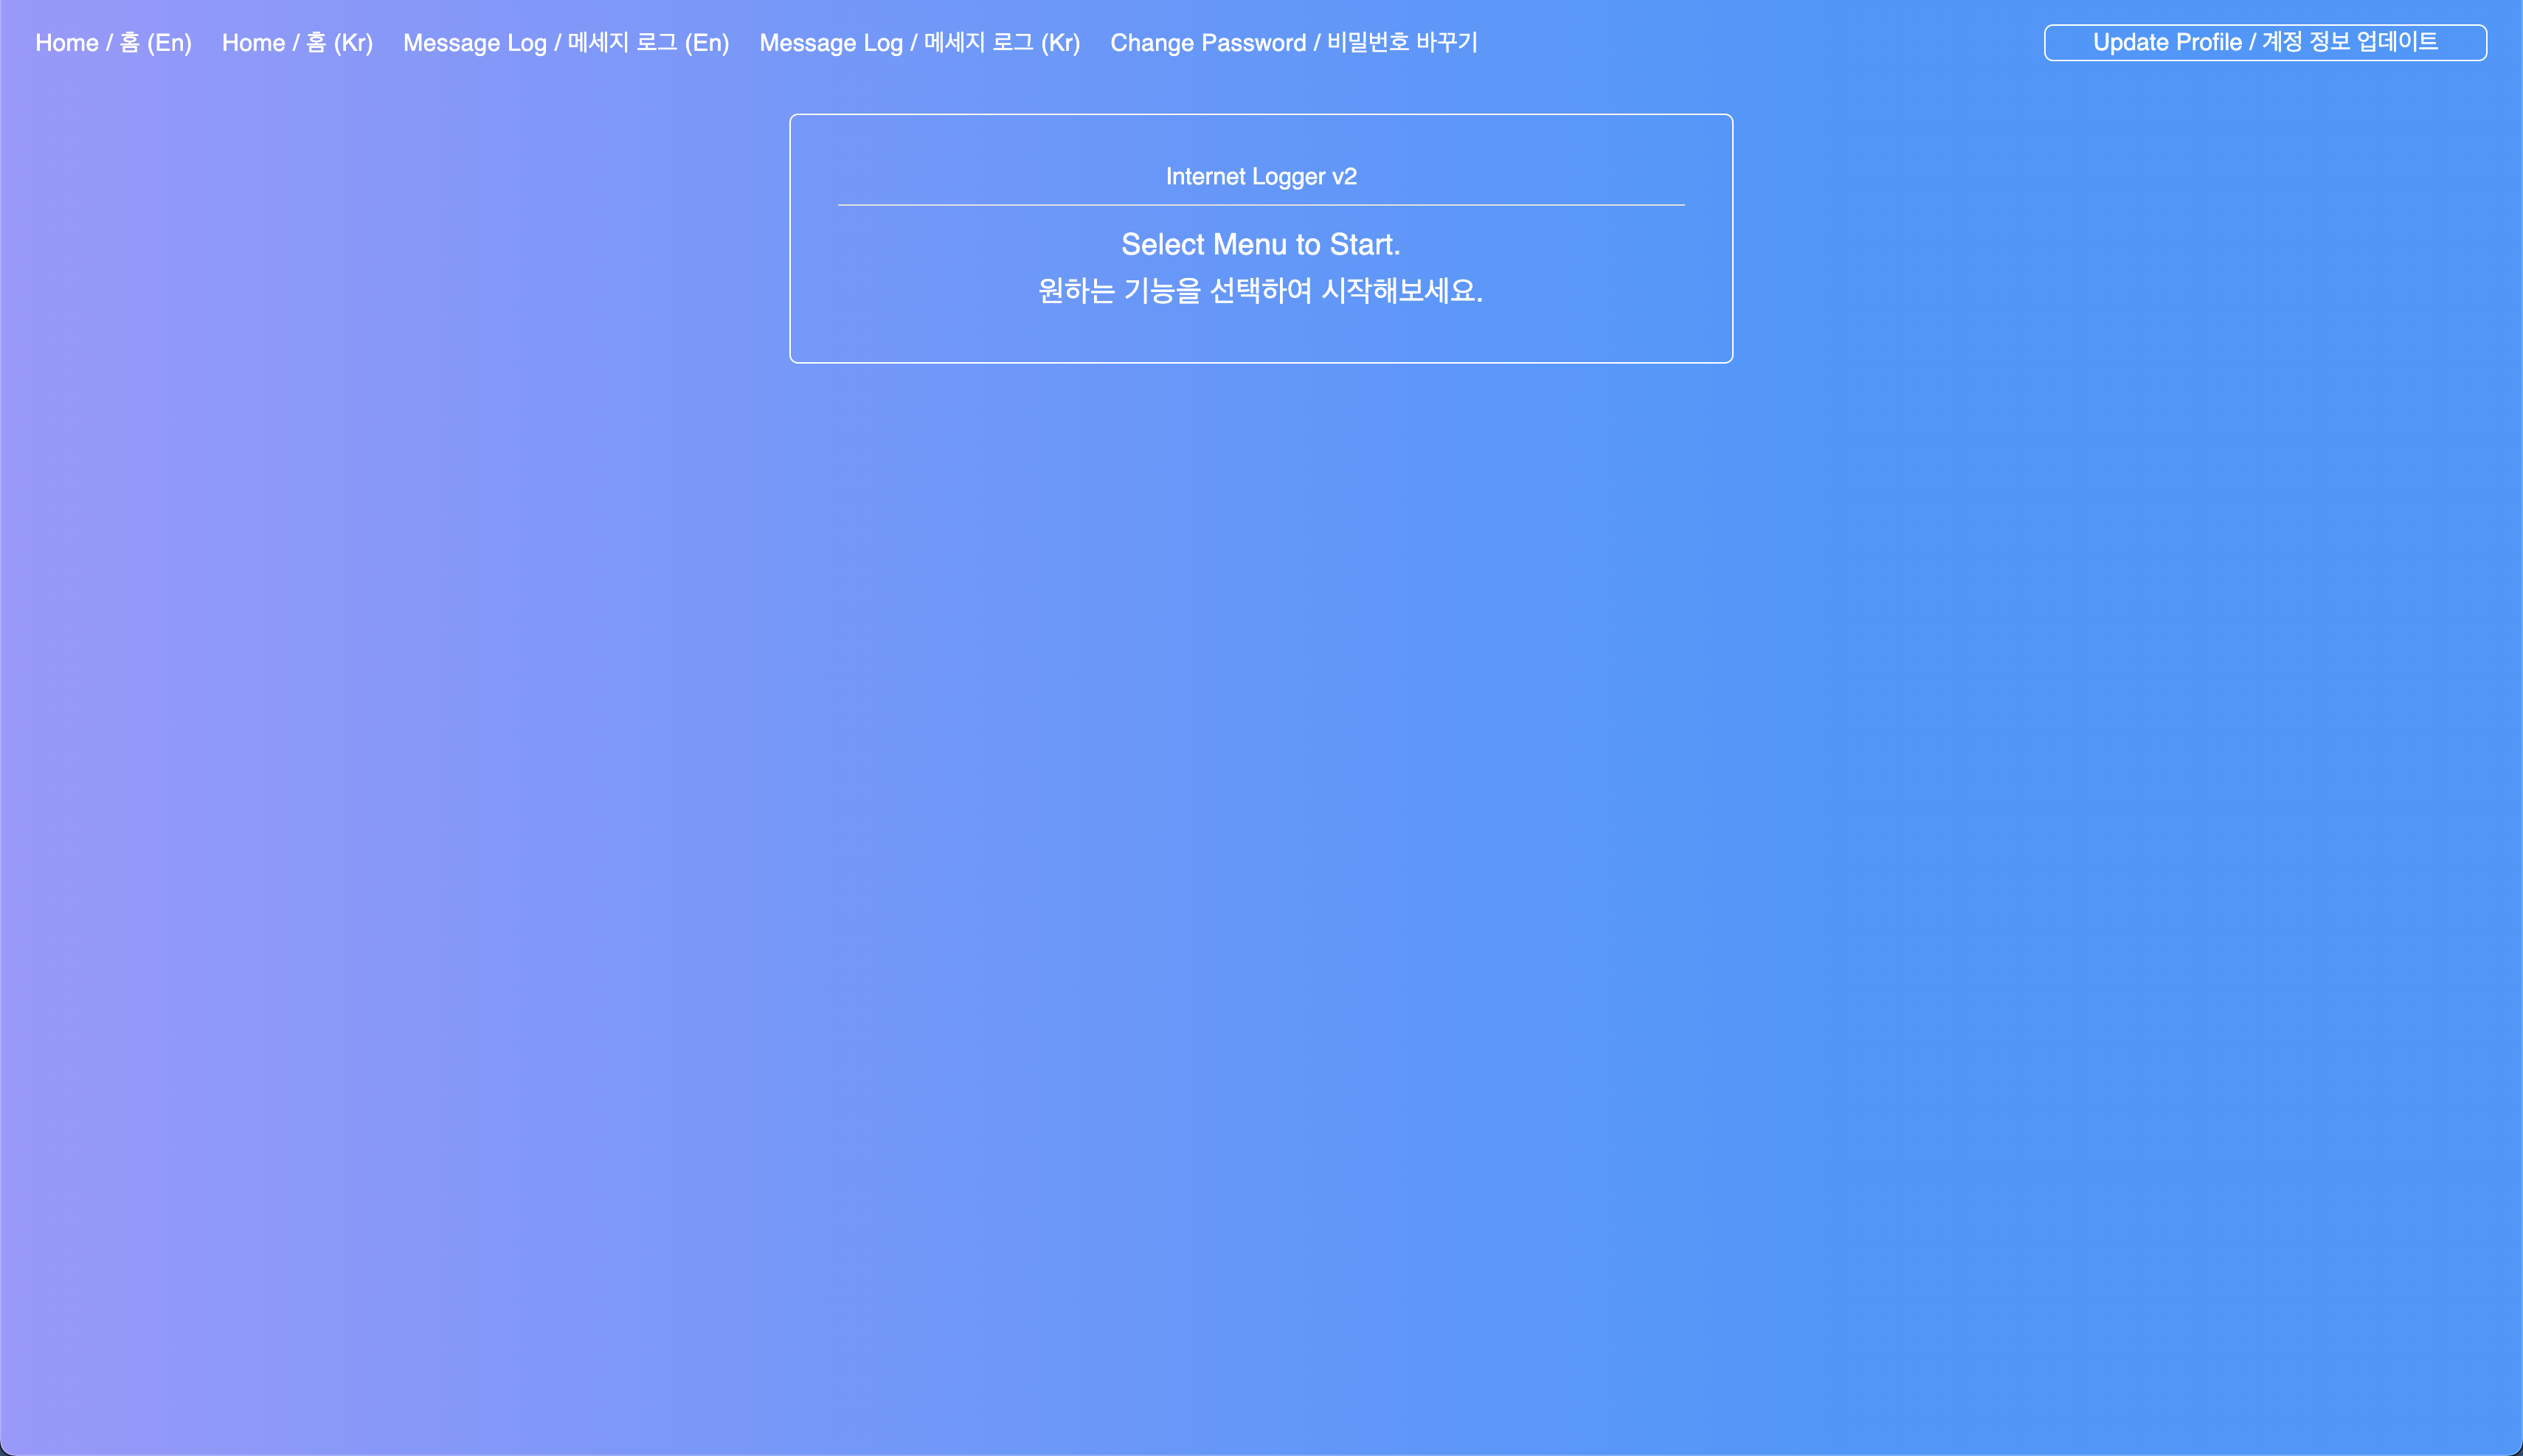 Home / 홈 (En) Home / 홈 (Kr) Message Log / 메세지 로그 (En) Message Log / 메세지 로그 (Kr) Change Password / 비밀번호 바꾸기 Update Profile / 계정 정보 업데이트
Internet Logger v2
Select Menu to Start.
원하는 기능을 선택하여 시작해보세요.